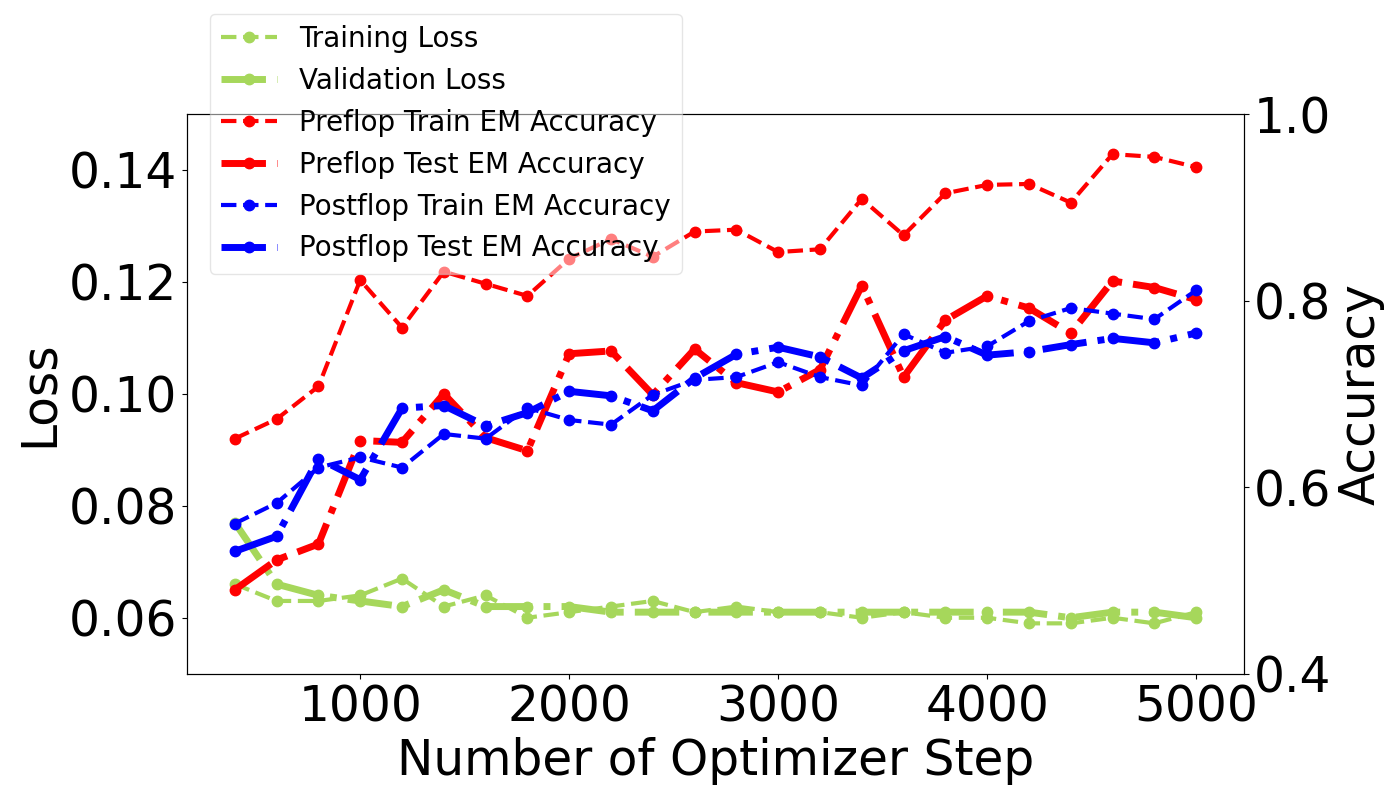 Training Loss
Validation Loss
Preflop Train EM Accuracy
Preflop Test EM Accuracy
Postflop Train EM Accuracy
Postflop Test EM Accuracy
0.14
0.12
0.10
0.08
0.06
Loss
1.0
0.8
0.6
0.4
Accuracy
1000 2000 3000 4000 5000
Number of Optimizer Step